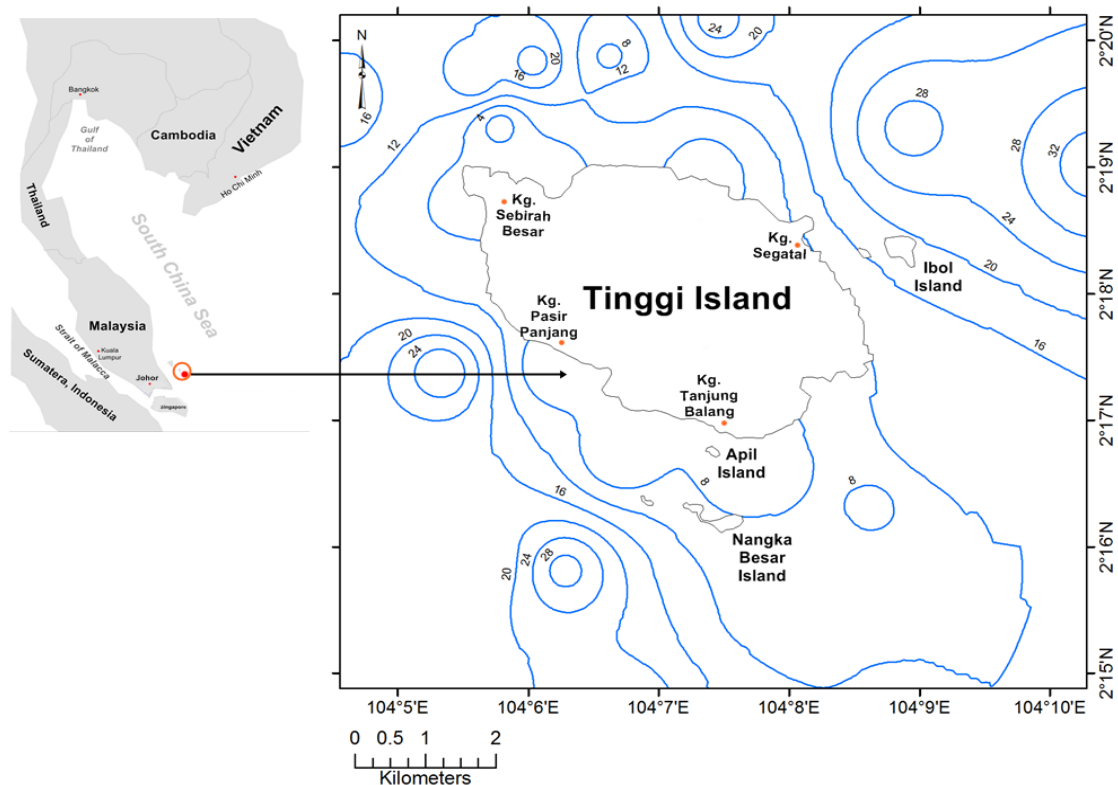 Bangkok
Gulf
of
Thailand
Cambodia
Vietnam
Ho Chi Minh
Thailand
South China Sea
Malaysia
Strait of Malacca
Kuala
Lumpur
Johor
Singapore
Sumatera, Indonesia
N
24
20
20
8
16
12
16
12
4
28
28
32
24
20
16
Kg.
Sebirah
Besar
Kg.
Segatal
Ibol
Island
Tinggi Island
Kg.
Pasir
Panjang
20
24
Kg.
Tanjung
Balang
Apil
Island
8
8
16
Nangka
Besar
Island
20
24
28
2°20'N
2°19'N
2°18'N
2°17'N
2°16'N
2°15'N
104°5'E 104°6'E 104°7'E 104°8'E 104°9'E 104°10'E
0 0.5 1 2
Kilometers